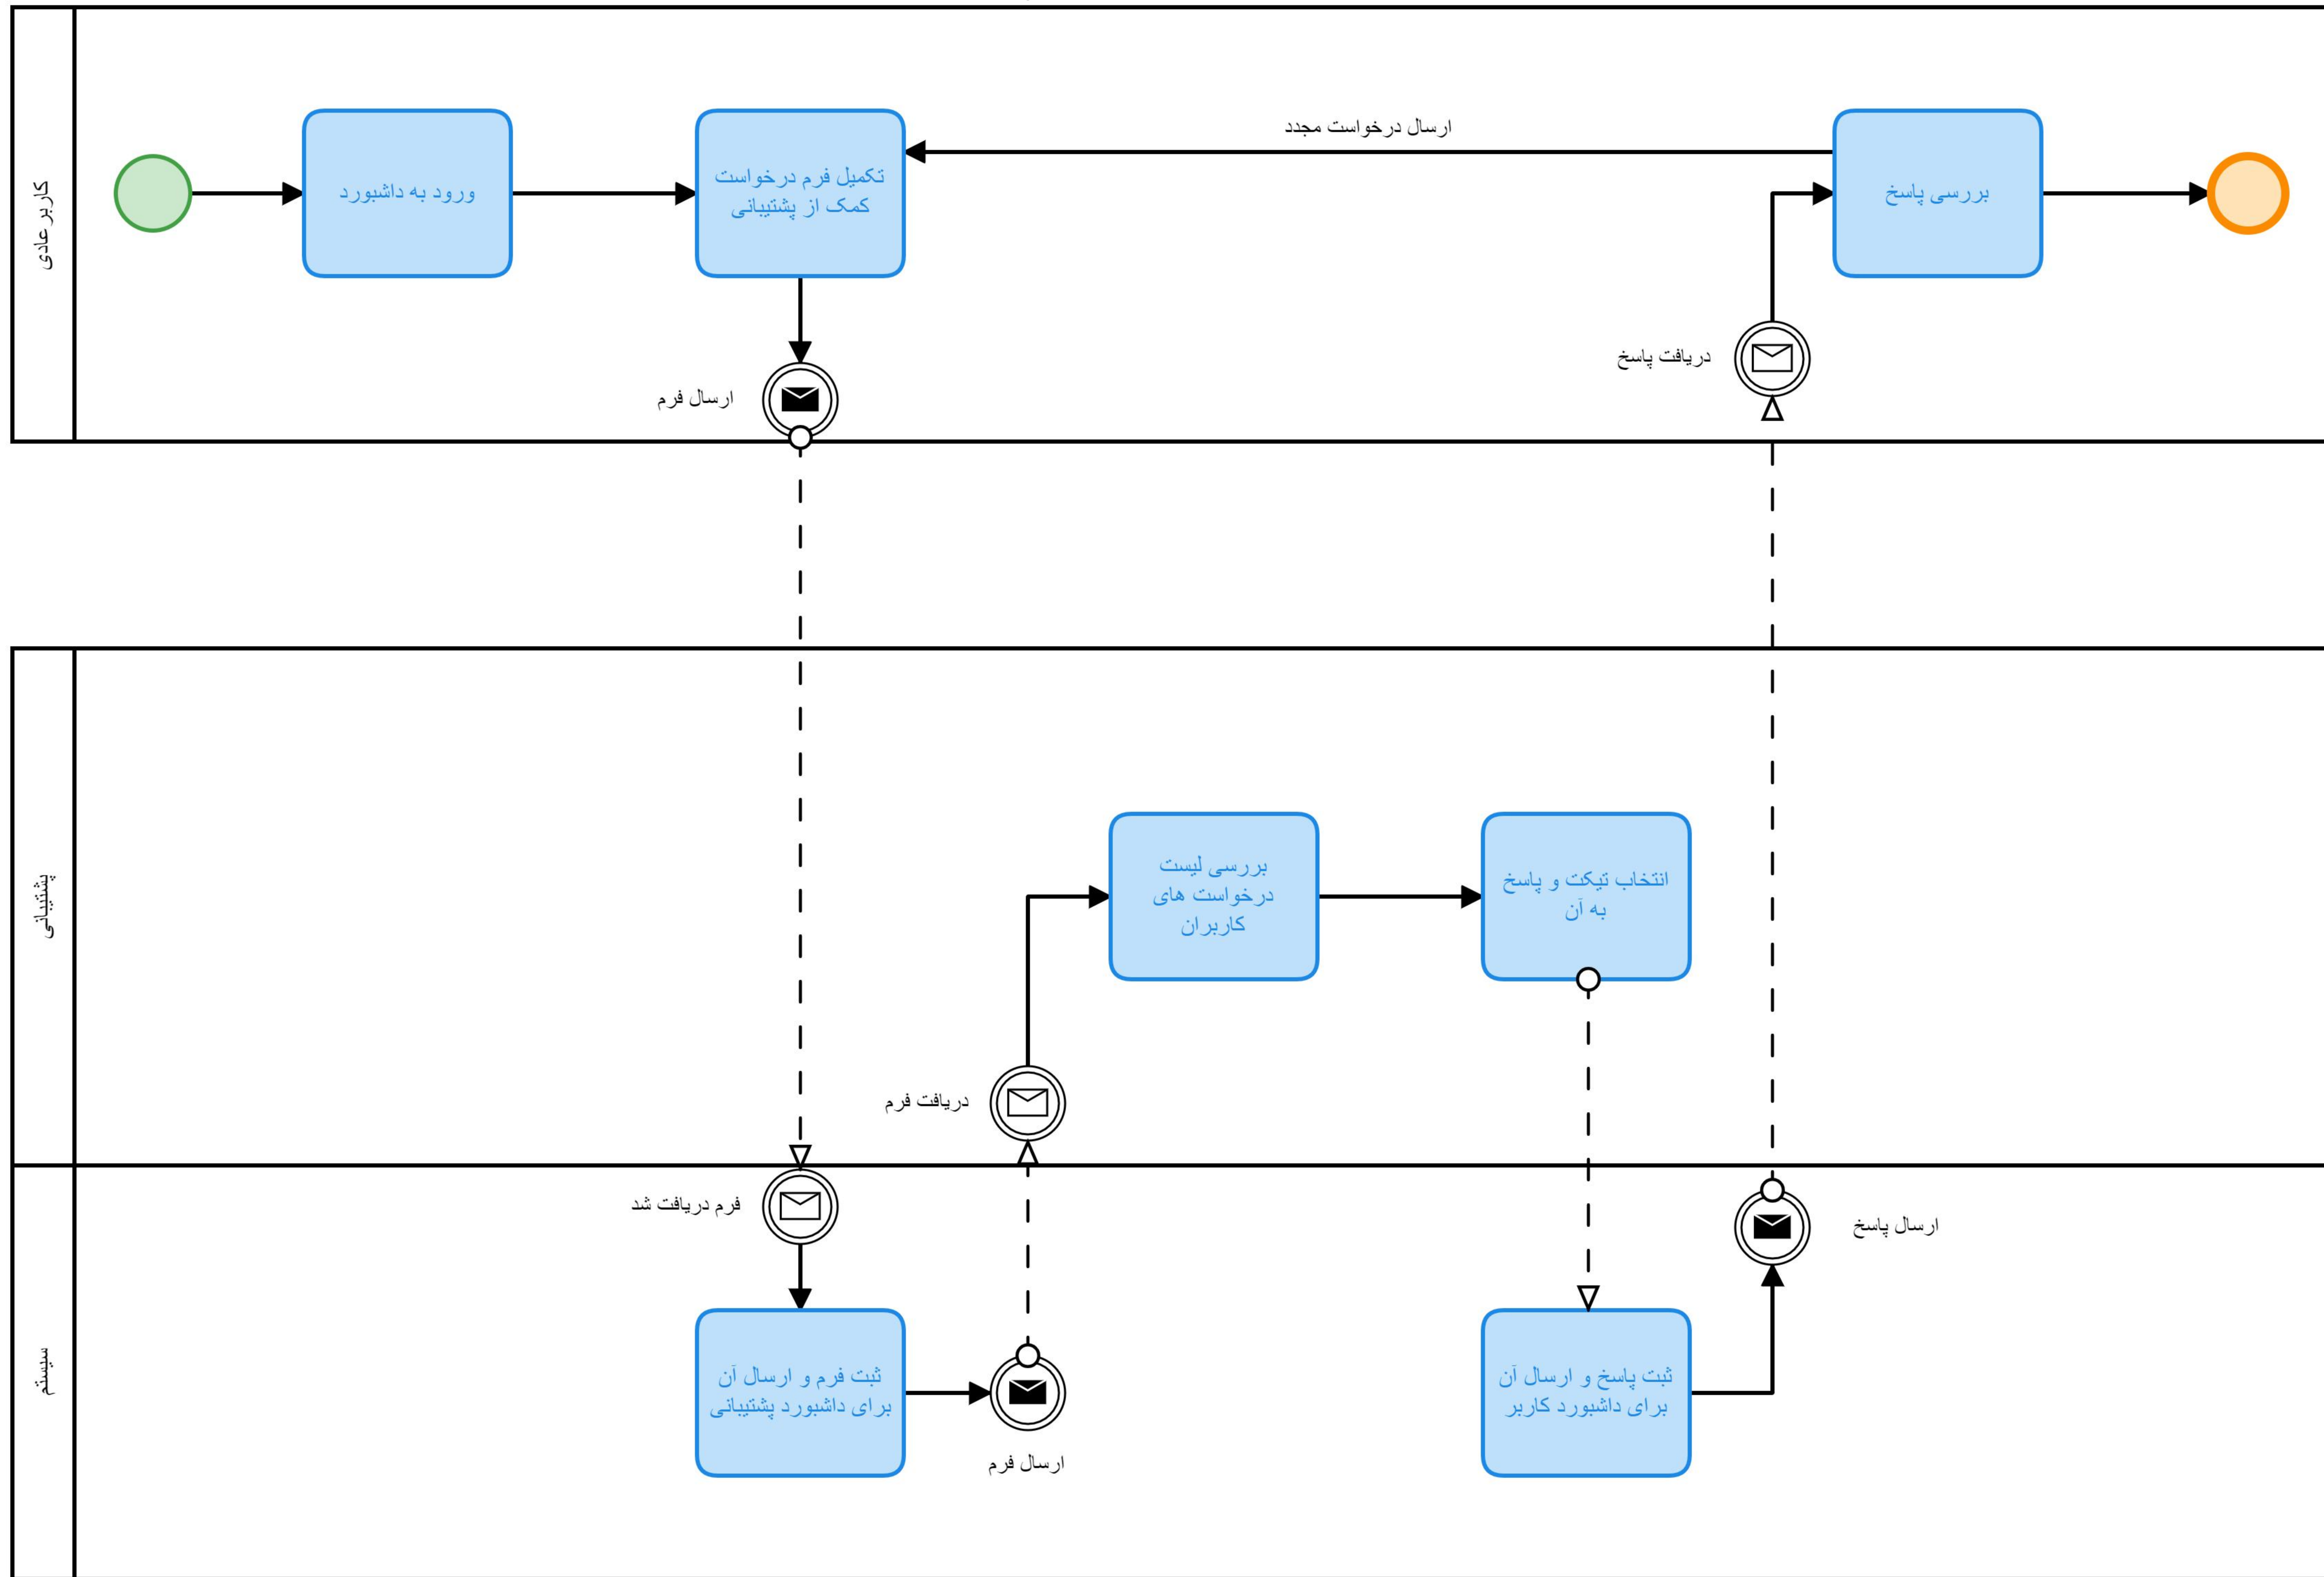 کاربر عادی
ورود به داشبورد
تکمیل فرم درخواست
کمک از پشتیبانی
ارسال درخواست مجدد
بررسی پاسخ
دریافت پاسخ
ارسال فرم
پشتیبانی
بررسی لیست
درخواست های
کاربران
انتخاب تیکت و پاسخ
به آن
دریافت فرم
سیستم
فرم دریافت شد
ارسال پاسخ
ثبت فرم و ارسال آن
برای داشبورد پشتیبانی
ارسال فرم
ثبت پاسخ و ارسال آن
برای داشبورد کاربر